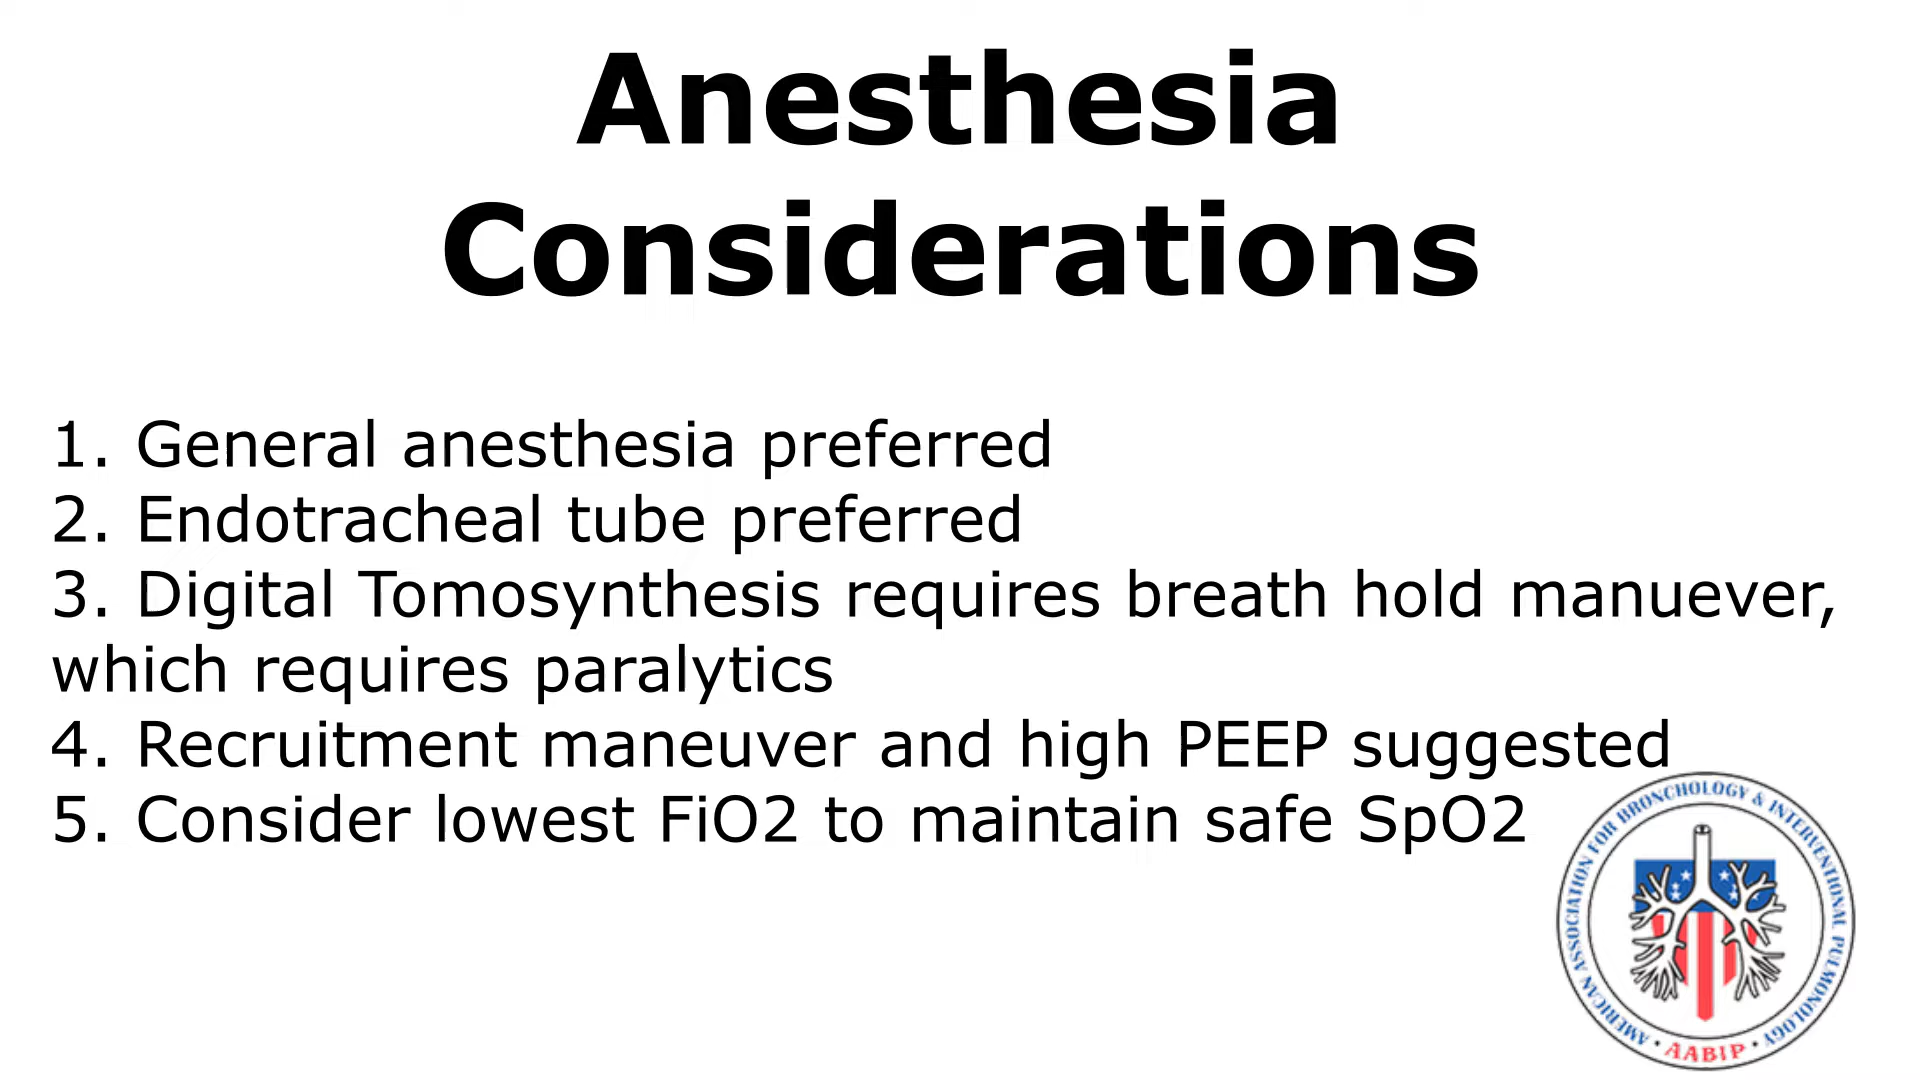 Anesthesia
Considerations
1. General anesthesia preferred
2. Endotracheal tube preferred
3. Digital Tomosynthesis requires breath hold manuever,
which requires paralytics
4. Recruitment maneuver and high PEEP suggested
5. Consider lowest FiO2 to maintain safe SpO2
AMERICAN ASSOCIATION FOR BRONCHOLOGY & INTERVENTIONAL PULMONOLOGY
• AABIP •